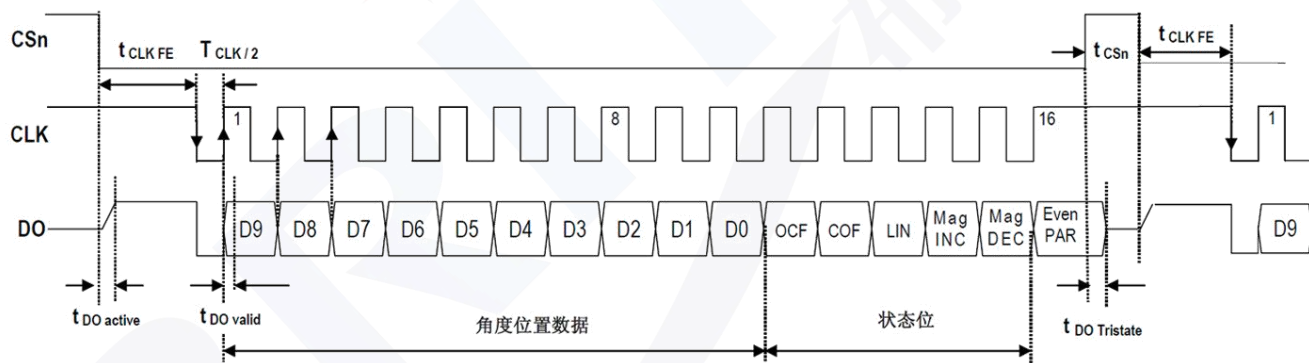 CSn
t CLK FE
T CLK / 2
t CSn
t CLK FE
CLK
1
8
16
1
DO
D9
D8
D7
D6
D5
D4
D3
D2
D1
D0
OCF
COF
LIN
Mag
INC
Mag
DEC
Even
PAR
D9
t DO active
t DO valid
角度位置数据
状态位
t DO Tristate